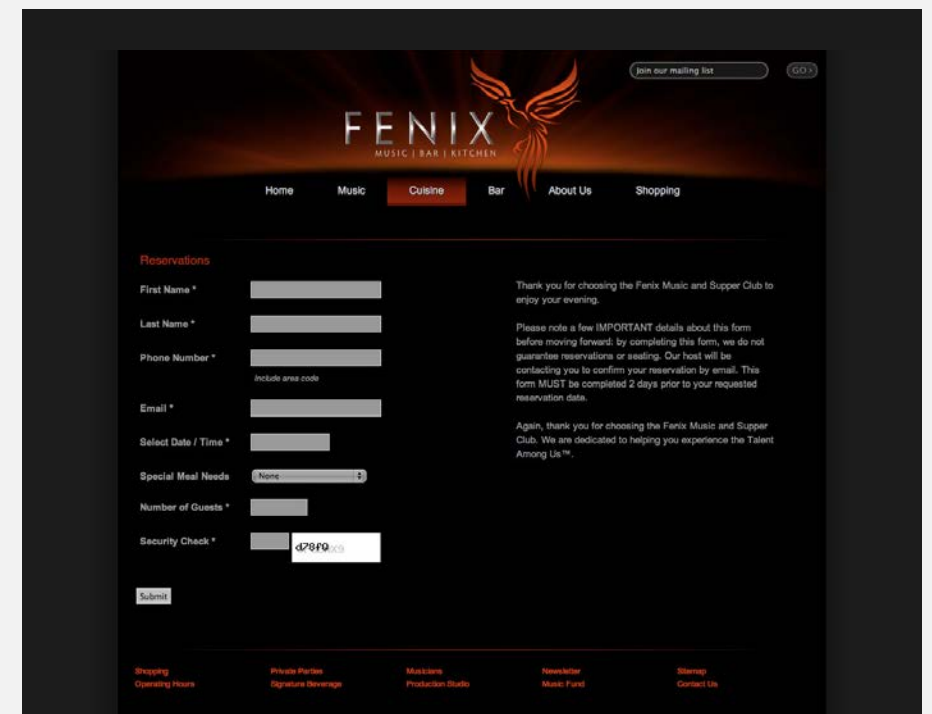 Join our mailing list
GO >
FENIX
MUSIC | BAR | KITCHEN
Home Music Cuisine Bar About Us Shopping
Reservations
First Name *
Last Name *
Phone Number *
Include area code
Email *
Select Date / Time *
Special Meal Needs
None
Number of Guests *
Security Check *
Submit
Thank you for choosing the Fenix Music and Supper Club to
enjoy your evening.
Please note a few IMPORTANT details about this form
before moving forward: by completing this form, we do not
guarantee reservations or seating. Our host will be
contacting you to confirm your reservation by email. This
form MUST be completed 2 days prior to your requested
reservation date.
Again, thank you for choosing the Fenix Music and Supper
Club. We are dedicated to helping you experience the Talent
Among Us™.
Shopping Private Parties Musicians Newsletter Sitemap
Operating Hours Signature Beverage Production Studio Music Fund Contact Us